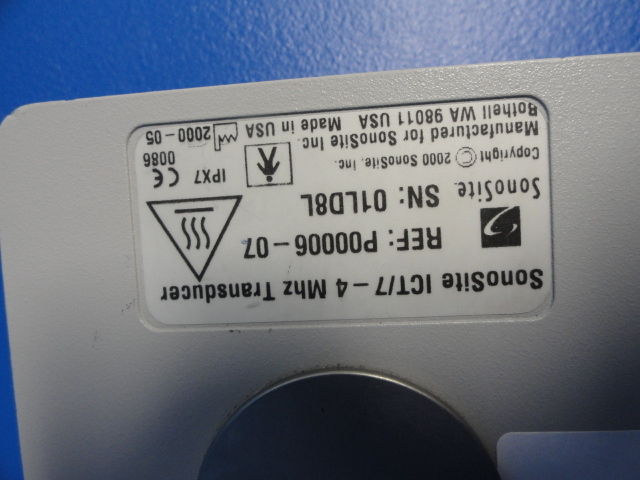 SonoSite ICT/7-4 Mhz Transducer
REF: P00006-07
SonoSite.
SN: 01LD8L
Copyright © 2000 SonoSite, Inc.
Manufactured for SonoSite Inc.
Bothell WA 98011 USA Made in USA
IPX7 CE
0086
2000-05